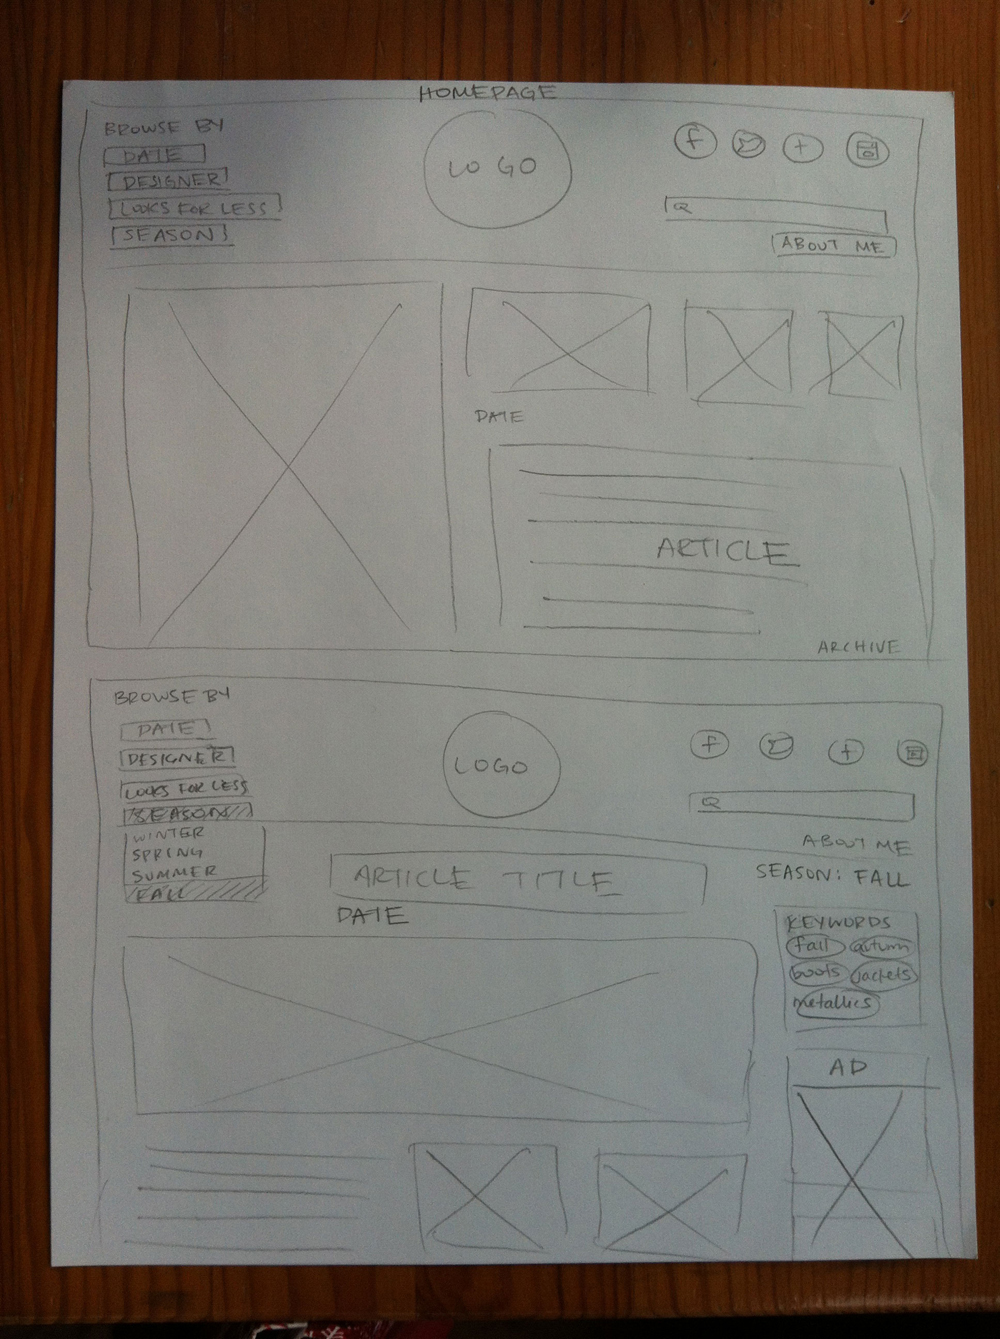 HOMEPAGE
BROWSE BY
DATE
DESIGNER
LOOKS FOR LESS
SEASON
LOGO
f
+
ABOUT ME
DATE
ARTICLE
ARCHIVE
BROWSE BY
DATE
DESIGNER
LOOKS FOR LESS
SEASON
WINTER
SPRING
SUMMER
FALL
LOGO
f
+
ABOUT ME
ARTICLE TITLE
DATE
SEASON: FALL
KEYWORDS
fall autumn
boots jackets
metallics
AD